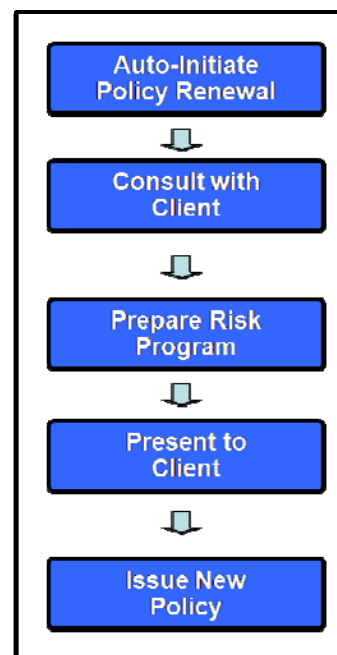 Auto-Initiate
Policy Renewal
Consult with
Client
Prepare Risk
Program
Present to
Client
Issue New
Policy